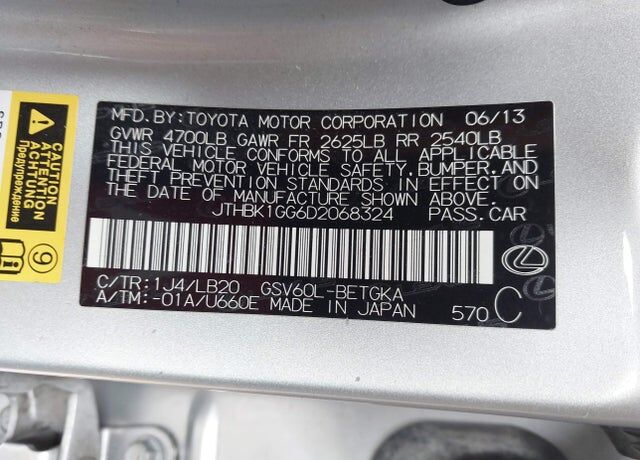 MFD.BY:TOYOTA MOTOR CORPORATION 06/13
GVWR 4700LB GAWR FR 2625LB RR 2540LB
THIS VEHICLE CONFORMS TO ALL APPLICABLE
FEDERAL MOTOR VEHICLE SAFETY,BUMPER,AND
THEFT PREVENTION STANDARDS IN EFFECT ON
THE DATE OF MANUFACTURE SHOWN ABOVE.
JTHBK1GG6D2068324 PASS.CAR
C/TR:1J4/LB20 GSV60L-BETGKA
A/TM:-01A/U660E MADE IN JAPAN 570 C
CAUTION
ATTENTION
ACHTUNG
Предупреждение
9